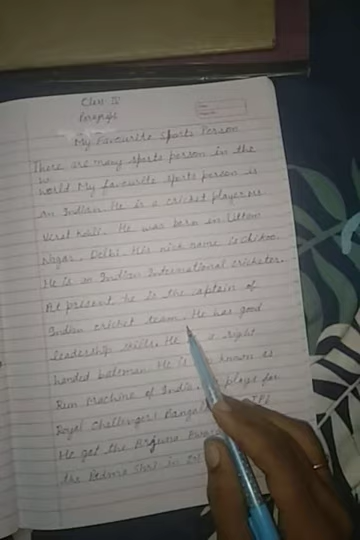 Class IV
Paragraph
My Favourite Sports Person
There are many sports person in the
world. My favourite sports person is
an Indian. He is a cricket player Mr
Virat Kohli. He was born in Uttam
Nagar, Delhi. His nick name is Chikoo.
He is an Indian International cricketer.
At present he is the captain of
Indian cricket team. He has good
leadership skills. He a right
handed batsman. He is known as
Run Machine of India. plays for
Royal Challengers IPL
He got the Arjuna
the Padma Shri in